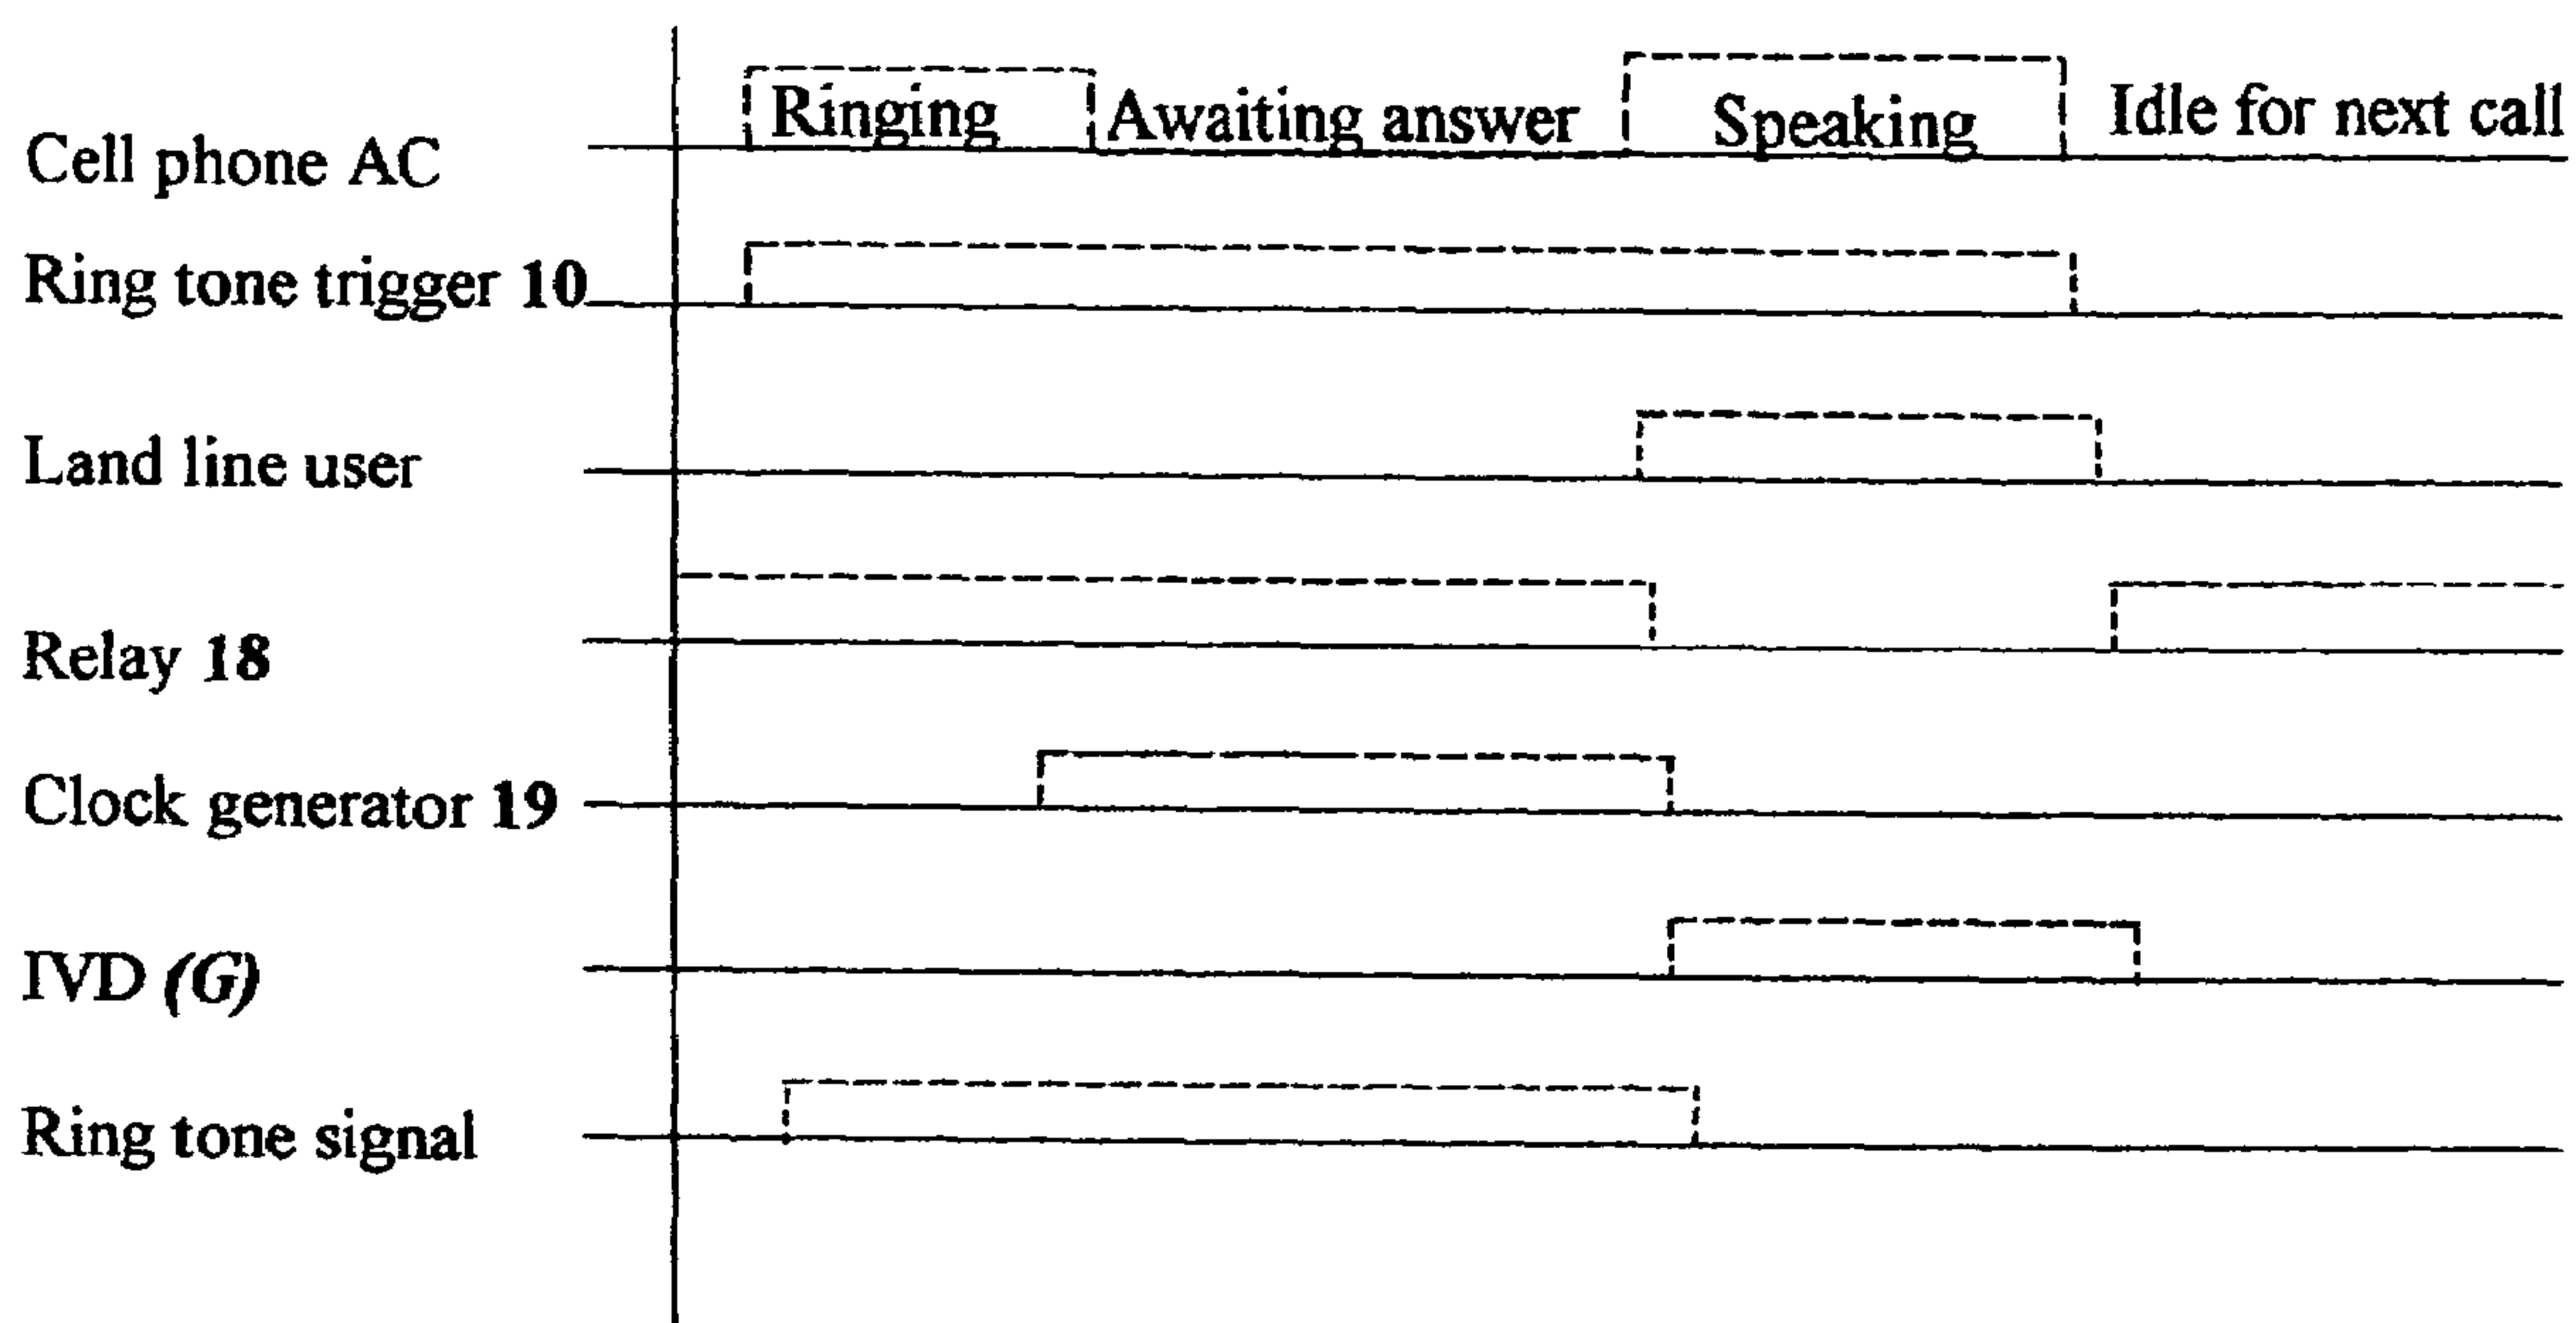 Ringing Awaiting answer Speaking Idle for next call
Cell phone AC
Ring tone trigger 10
Land line user
Relay 18
Clock generator 19
IVD (G)
Ring tone signal